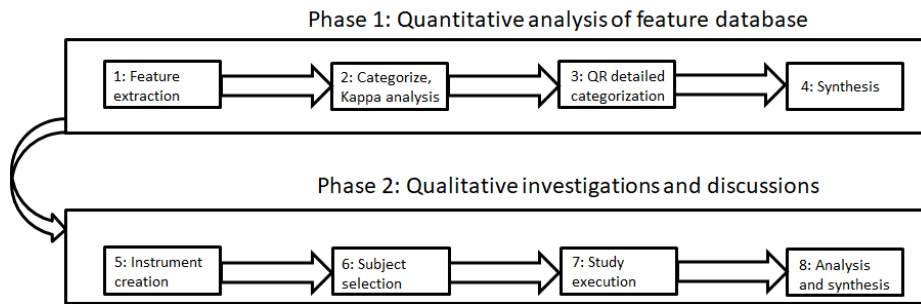 Phase 1: Quantitative analysis of feature database
1: Feature
extraction
2: Categorize,
Kappa analysis
3: QR detailed
categorization
4: Synthesis
Phase 2: Qualitative investigations and discussions
5: Instrument
creation
6: Subject
selection
7: Study
execution
8: Analysis
and synthesis